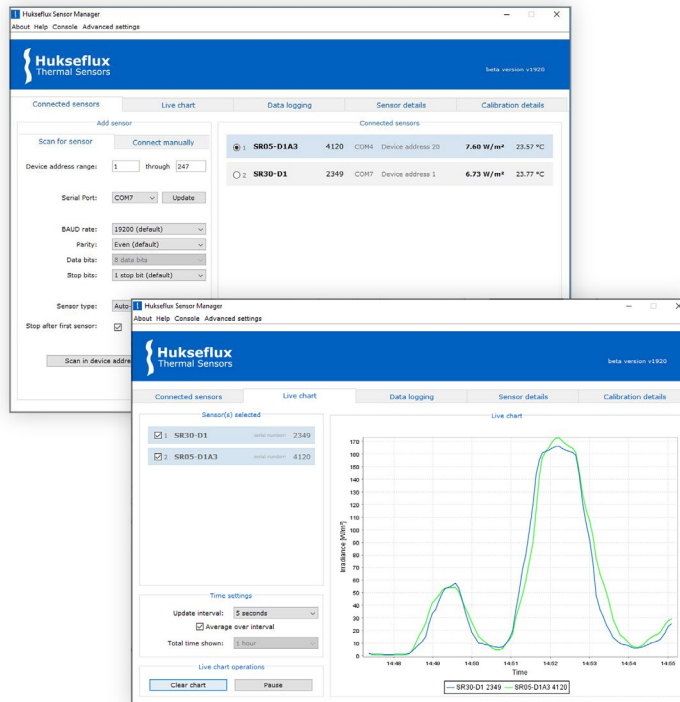 Hukseflux Sensor Manager
About Help Console Advanced settings
Hukseflux
Thermal Sensors
beta version v1920
Connected sensors Live chart Data logging Sensor details Calibration details
Add sensor
Scan for sensor Connect manually
Device address range: 1 through 247
Serial Port: COM7 Update
BAUD rate: 19200 (default)
Parity: Even (default)
Data bits: 8 data bits
Stop bits: 1 stop bit (default)
Sensor type: Auto-
Stop after first sensor:
Scan in device addre
Connected sensors
1 SR05-D1A3 4120 COM4 Device address 20 7.60 W/m² 23.57 °C
2 SR30-D1 2349 COM7 Device address 1 6.73 W/m² 23.77 °C
Hukseflux Sensor Manager
About Help Console Advanced settings
Hukseflux
Thermal Sensors
beta version v1920
Connected sensors Live chart Data logging Sensor details Calibration details
Sensor(s) selected
1 SR30-D1 serial number: 2349
2 SR05-D1A3 serial number: 4120
Time settings
Update interval: 5 seconds
Average over interval
Total time shown: 1 hour
Live chart operations
Clear chart Pause
Live chart
Irradiance [W/m²]
170
160
150
140
130
120
110
100
90
80
70
60
50
40
30
20
10
0
14:48 14:49 14:50 14:51 14:52 14:53 14:54 14:55
Time
SR30-D1 2349 SR05-D1A3 4120